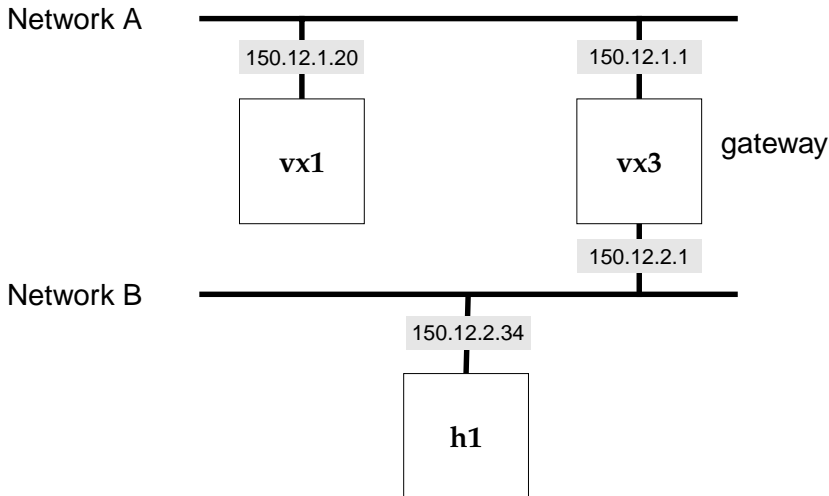 Network A
150.12.1.20
150.12.1.1
vx1
vx3
gateway
150.12.2.1
Network B
150.12.2.34
h1